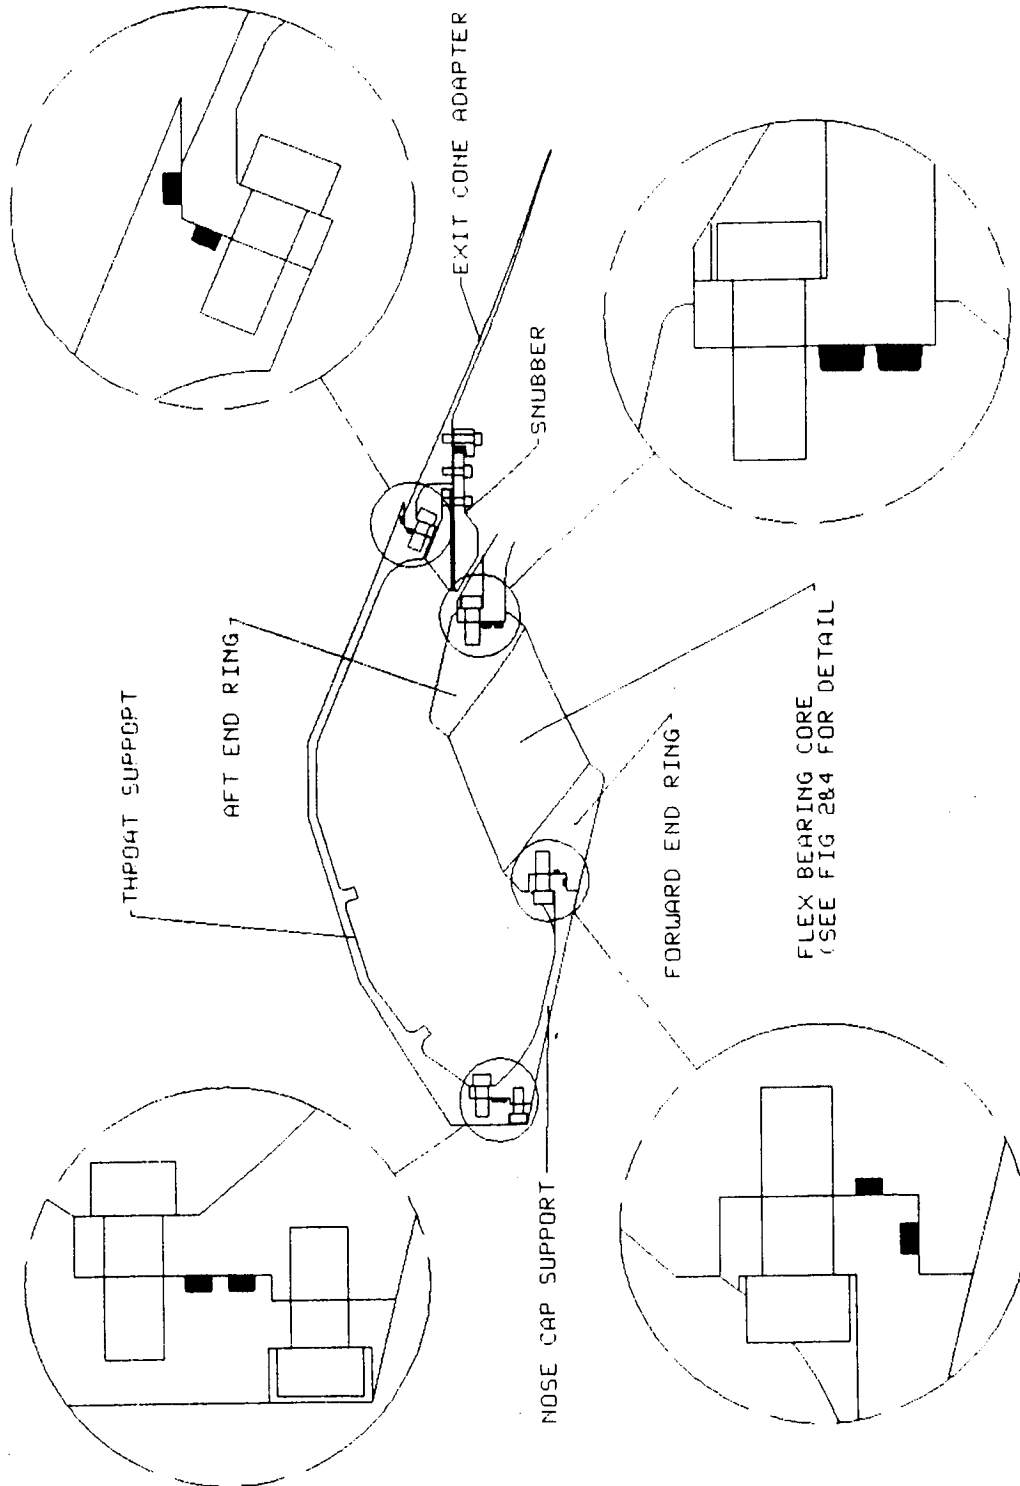 THROAT SUPPORT
AFT END RING
EXIT CONE ADAPTER
SNUBBER
NOSE CAP SUPPORT
FORWARD END RING
FLEX BEARING CORE
(SEE FIG 2&4 FOR DETAIL